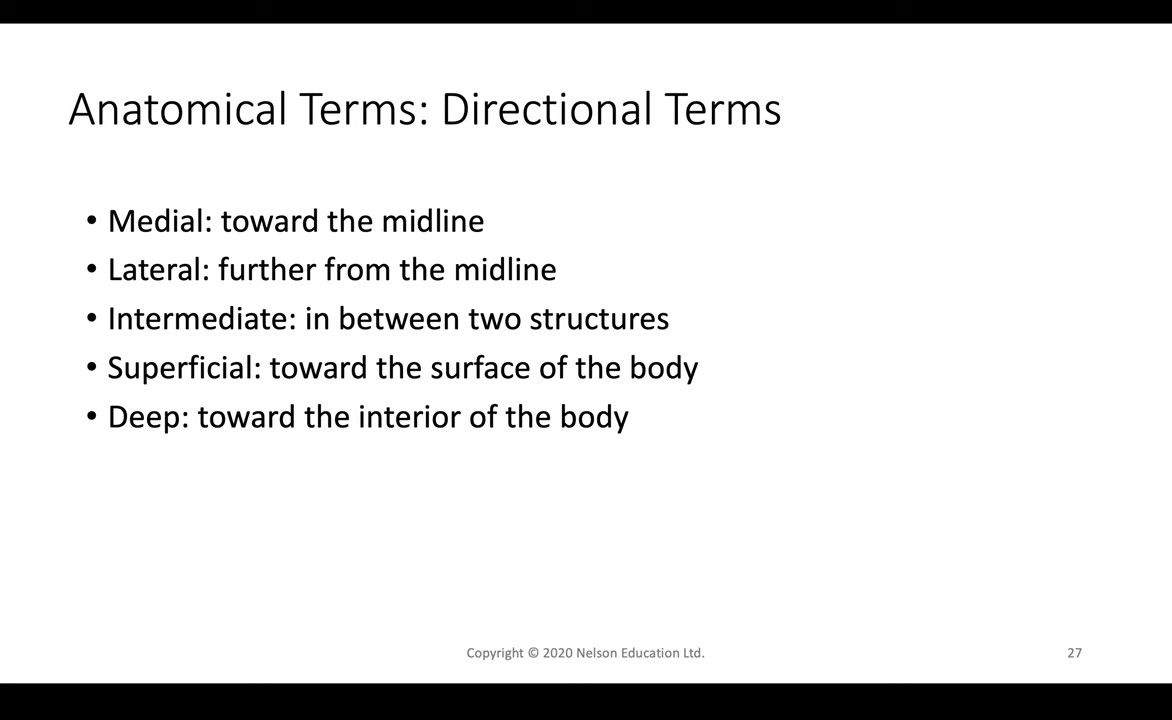 Anatomical Terms: Directional Terms
• Medial: toward the midline
• Lateral: further from the midline
• Intermediate: in between two structures
• Superficial: toward the surface of the body
• Deep: toward the interior of the body
Copyright © 2020 Nelson Education Ltd.
27